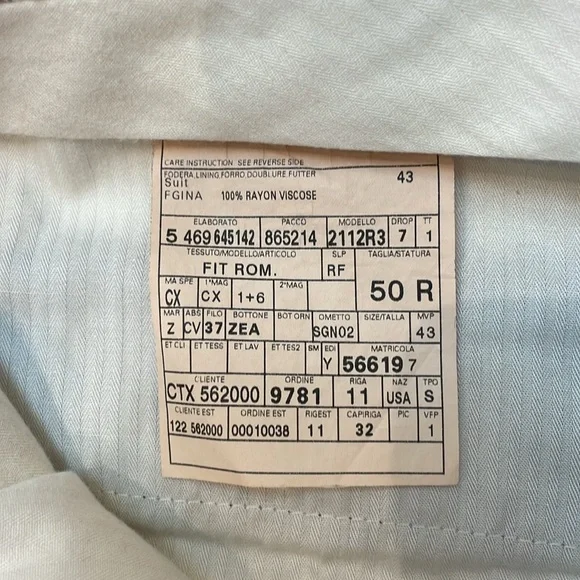 CARE INSTRUCTION SEE REVERSE SIDE
FODERA,LINING,FORRO,DOUBLURE,FUTTER
Suit 43
FGINA 100% RAYON VISCOSE
ELABORATO PACCO MODELLO DROP TT
5 469 645142 865214 2112R3 7 1
TESSUTO/MODELLO/ARTICOLO SLP TAGLIA/STATURA
FIT ROM. RF
MA SPE 1°MAG 2°MAG
CX CX 1+6 50 R
MAR ABS FILO BOTTONE BOT ORN OMETTO SIZE/TALLA MVP
Z CV 37 ZEA SGN02 43
ET CLI ET TESS ET LAV ET TES2 SM EDI MATRICOLA
Y 56619 7
CLIENTE ORDINE RIGA NAZ TPO
CTX 562000 9781 11 USA S
CLIENTE EST ORDINE EST RIGEST CAPIRIGA PIC VFP
122 562000 00010038 11 32 1